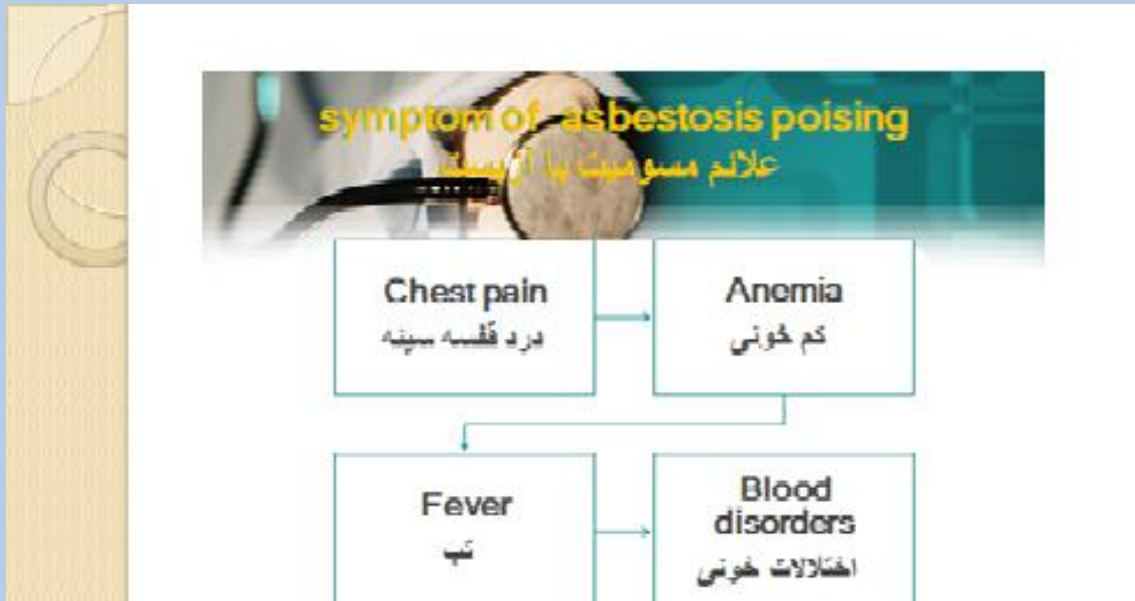 symptom of asbestosis poising
علائم مسومیت با آزبست
Chest pain
درد قفسه سینه
Anemia
کم خونی
Fever
تب
Blood
disorders
اختلالات خونی